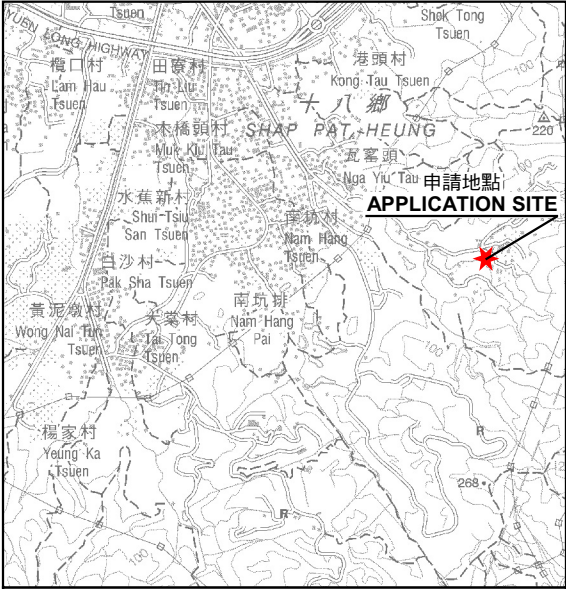 Tsuen
YUEN LONG HIGHWAY
Shek Tong
Tsuen
欖口村
Lam Hau
Tsuen
田寮村
Tin Liu
Tsuen
港頭村
Kong Tau Tsuen
十八鄉
SHAP PAT HEUNG
木橋頭村
Muk Kiu Tau
Tsuen
瓦窰頭
Nga Yiu Tau
申請地點
APPLICATION SITE
水蕉新村
Shui Tsiu
San Tsuen
南坑村
Nam Hang
Tsuen
白沙村
Pak Sha Tsuen
南坑排
Nam Hang
Pai
黃泥墩村
Wong Nai Tun
Tsuen
大棠村
Tai Tong
Tsuen
楊家村
Yeung Ka
Tsuen
220
100
200
100
R
R
268
100